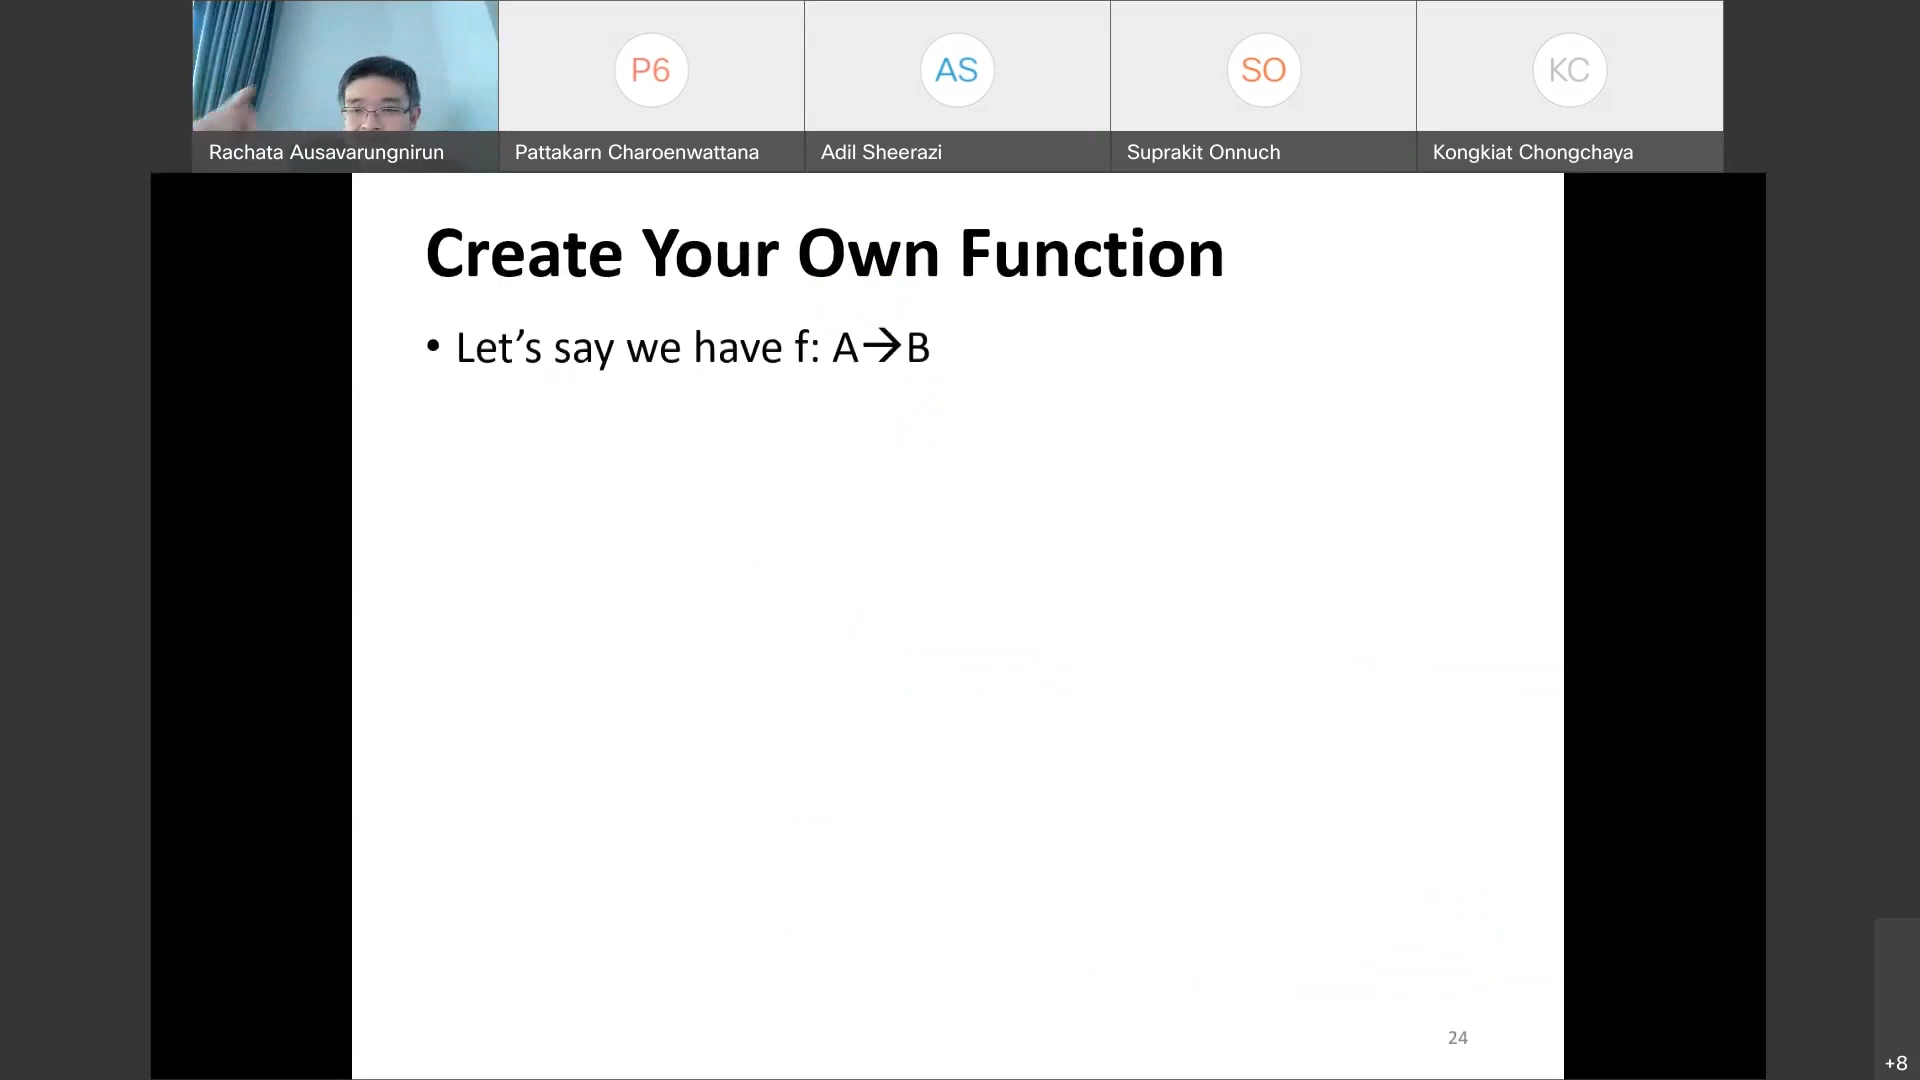 P6
AS
SO
KC
Rachata Ausavarungnirun
Pattakarn Charoenwattana
Adil Sheerazi
Suprakit Onnuch
Kongkiat Chongchaya
Create Your Own Function
• Let’s say we have f: A→B
24
+8